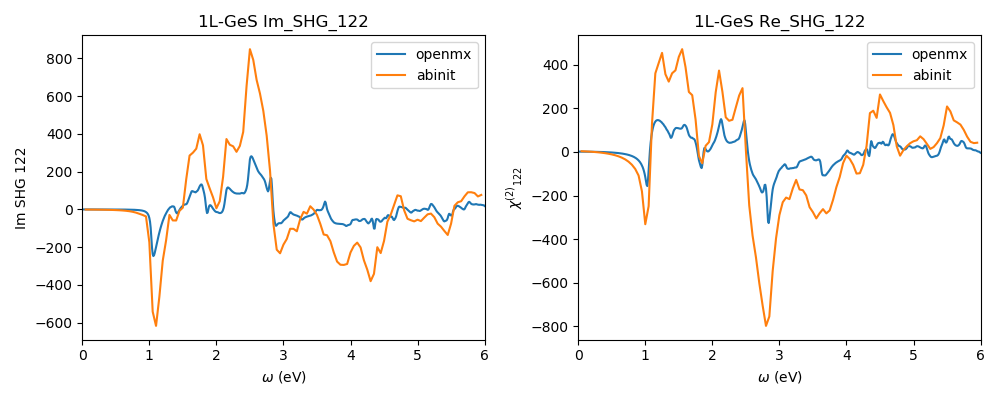 1L-GeS Im_SHG_122
Im SHG 122
800
600
400
200
0
−200
−400
−600
0 1 2 3 4 5 6
ω (eV)
openmx
abinit
1L-GeS Re_SHG_122
χ⁽²⁾₁₂₂
400
200
0
−200
−400
−600
−800
0 1 2 3 4 5 6
ω (eV)
openmx
abinit